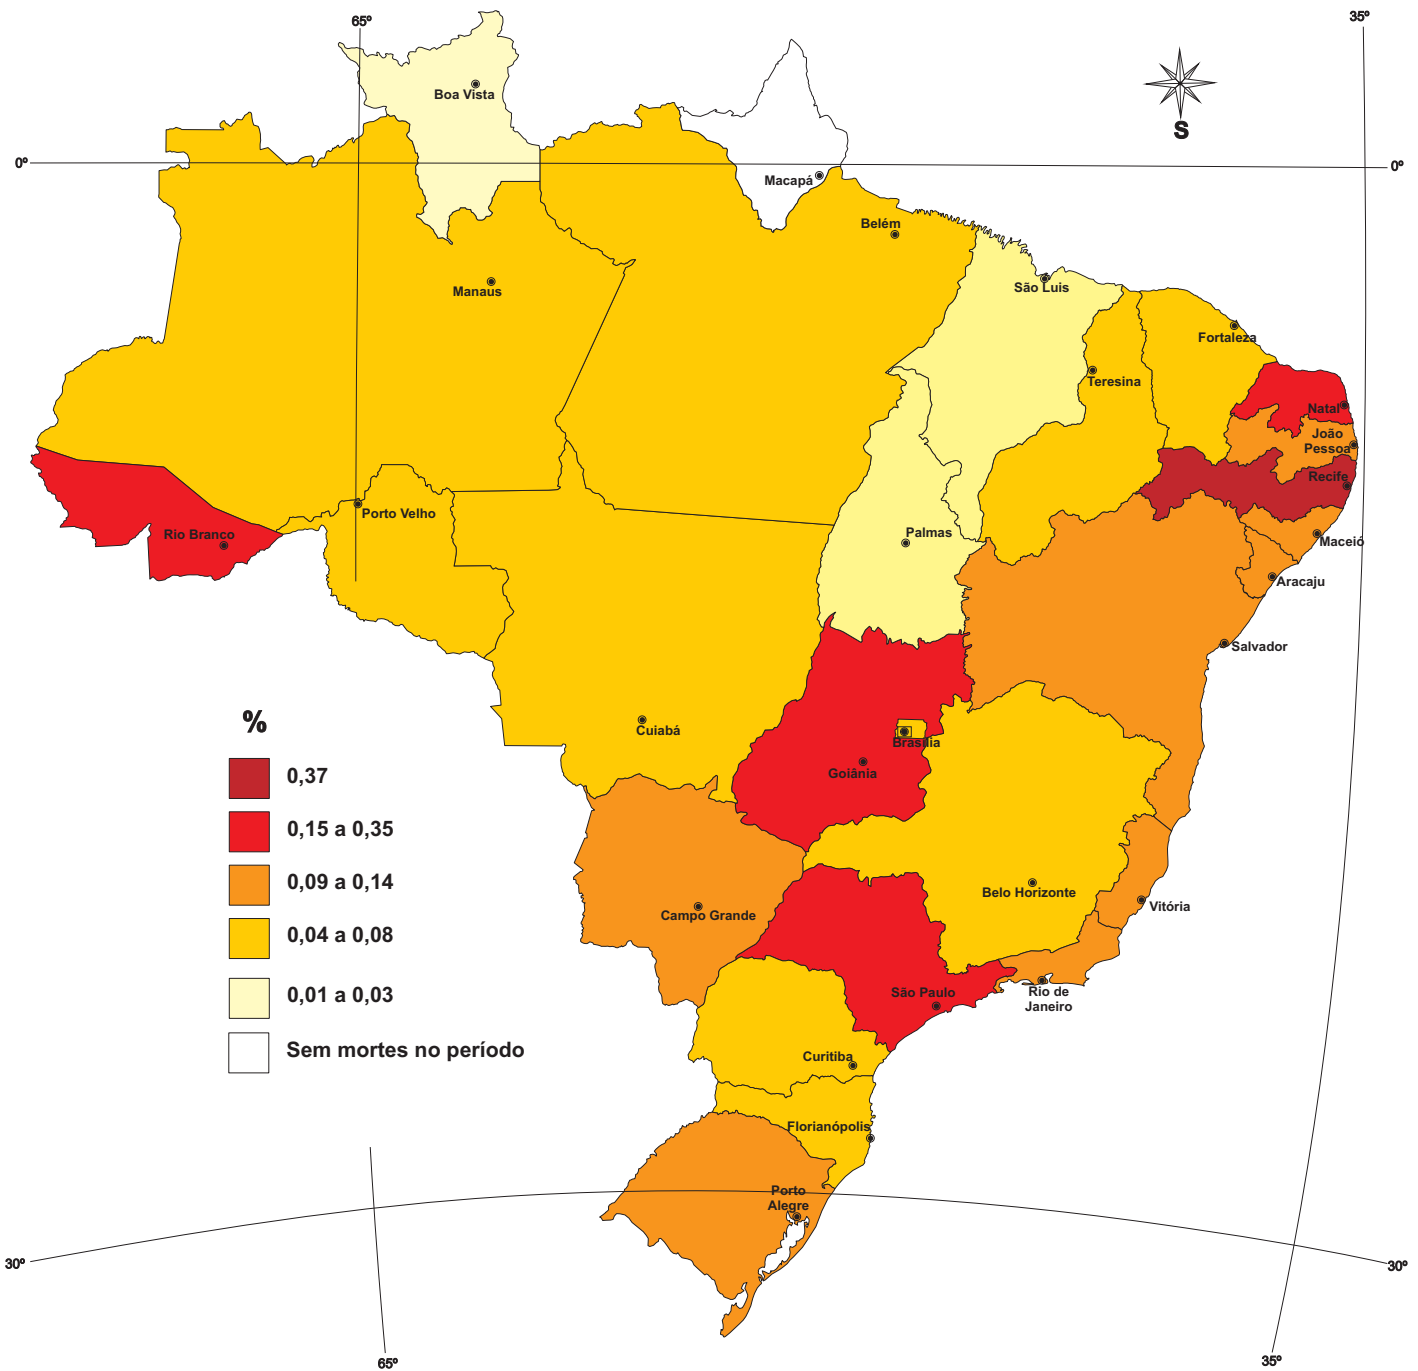 65º
35º
Boa Vista
S
0º
0º
Macapá
Belém
Manaus
São Luis
Fortaleza
Teresina
Natal
João
Pessoa
Recife
Porto Velho
Rio Branco
Palmas
Maceió
Aracaju
Salvador
%
Cuiabá
Brasília
Goiânia
0,37
0,15 a 0,35
0,09 a 0,14
Belo Horizonte
Campo Grande
Vitória
0,04 a 0,08
0,01 a 0,03
São Paulo
Rio de
Janeiro
Sem mortes no período
Curitiba
Florianópolis
Porto
Alegre
30º
30º
65º
35º